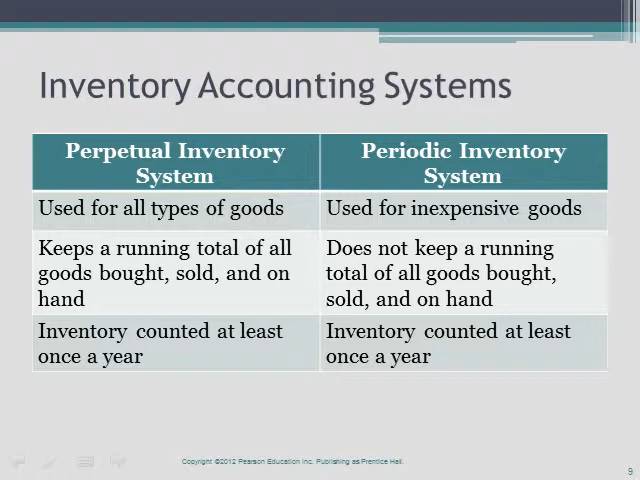 Inventory Accounting Systems
Perpetual Inventory
System
Periodic Inventory
System
Used for all types of goods
Used for inexpensive goods
Keeps a running total of all
goods bought, sold, and on
hand
Does not keep a running
total of all goods bought,
sold, and on hand
Inventory counted at least
once a year
Inventory counted at least
once a year
Copyright ©2012 Pearson Education Inc. Publishing as Prentice Hall.
9